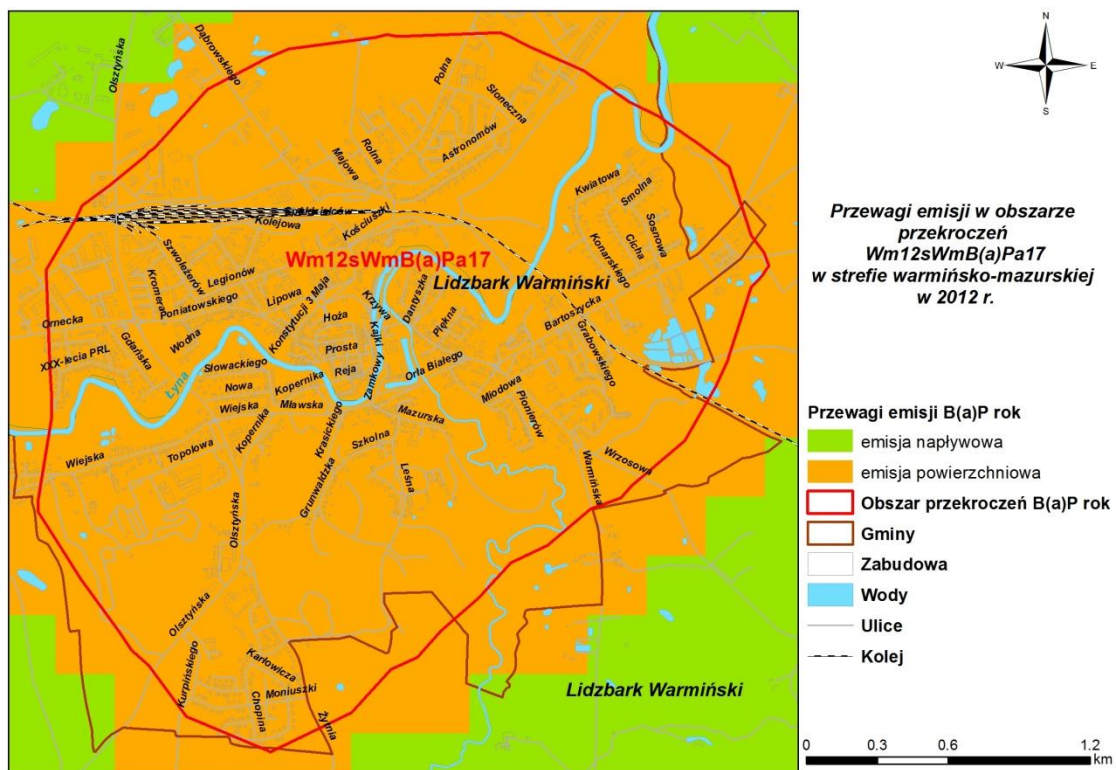 Olsztyńska
Dąbrowskiego
Polna
Słoneczna
Astronomów
Rolna
Majowa
Kwiatowa
Smolna
Sosnowa
Cicha
Konarskiego
Kolejowa
Kościuszki
Wm12sWmB(a)Pa17
Lidzbark Warmiński
Szwoleżerów
Kromera
Legionów
Poniatowskiego
Lipowa
Konstytucji 3 Maja
Hoża
Krzywa
Kajki
Dantyszka
Piękna
Bartoszycka
Grabowskiego
Ornecka
XXX-lecia PRL
Gdańska
Wodna
Prosta
Reja
Zamkowy
Orla Białego
Łyna
Słowackiego
Nowa
Wiejska
Kopernika
Mławska
Kopernika
Krasickiego
Mazurska
Miodowa
Pionierów
Wiejska
Topolowa
Szkolna
Grunwaldzka
Leśna
Warmińska
Wrzosowa
Olsztyńska
Olsztyńska
Kurpińskiego
Karłowicza
Moniuszki
Chopina
Żytnia
Lidzbark Warmiński
N
W
E
S
Przewagi emisji w obszarze
przekroczeń
Wm12sWmB(a)Pa17
w strefie warmińsko-mazurskiej
w 2012 r.
Przewagi emisji B(a)P rok
emisja napływowa
emisja powierzchniowa
Obszar przekroczeń B(a)P rok
Gminy
Zabudowa
Wody
Ulice
Kolej
0 0.3 0.6 1.2
km